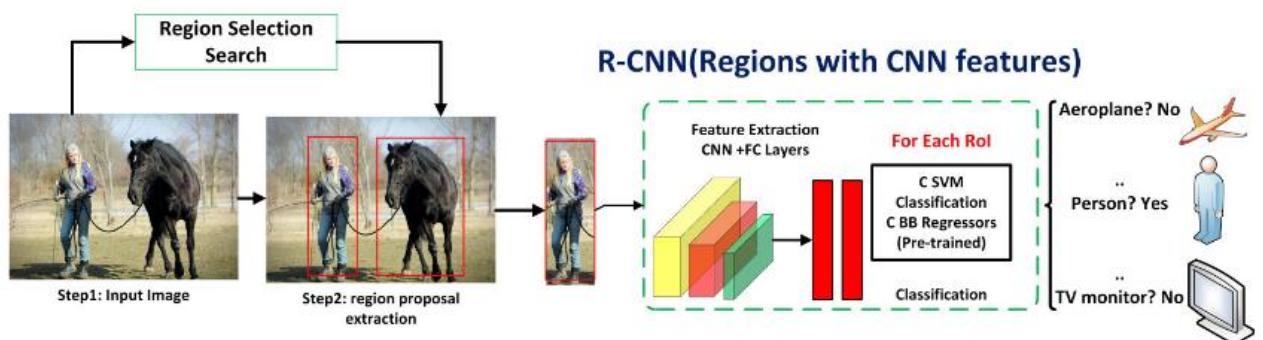 Region Selection
Search
R-CNN(Regions with CNN features)
Step1: Input Image
Step2: region proposal
extraction
Feature Extraction
CNN +FC Layers
For Each RoI
C SVM
Classification
C BB Regressors
(Pre-trained)
Classification
Aeroplane? No
..
Person? Yes
..
TV monitor? No